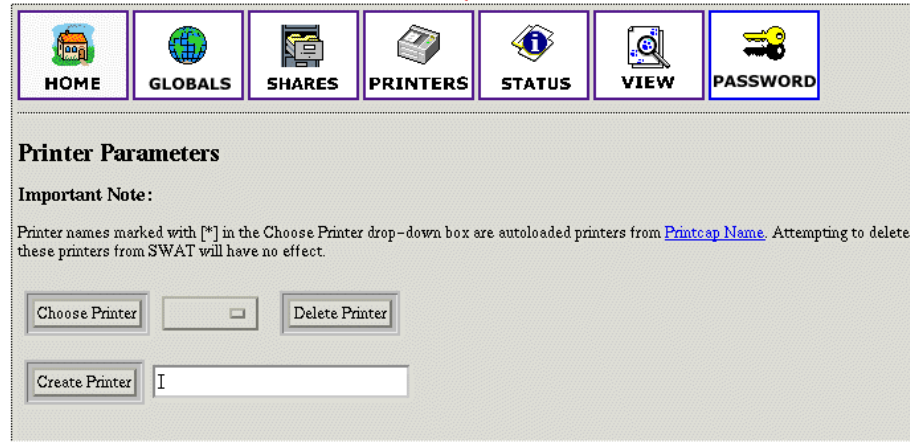 HOME GLOBALS SHARES PRINTERS STATUS VIEW PASSWORD
Printer Parameters
Important Note:
Printer names marked with [*] in the Choose Printer drop-down box are autoloaded printers from Printcap Name. Attempting to delete
these printers from SWAT will have no effect.
Choose Printer Delete Printer
Create Printer